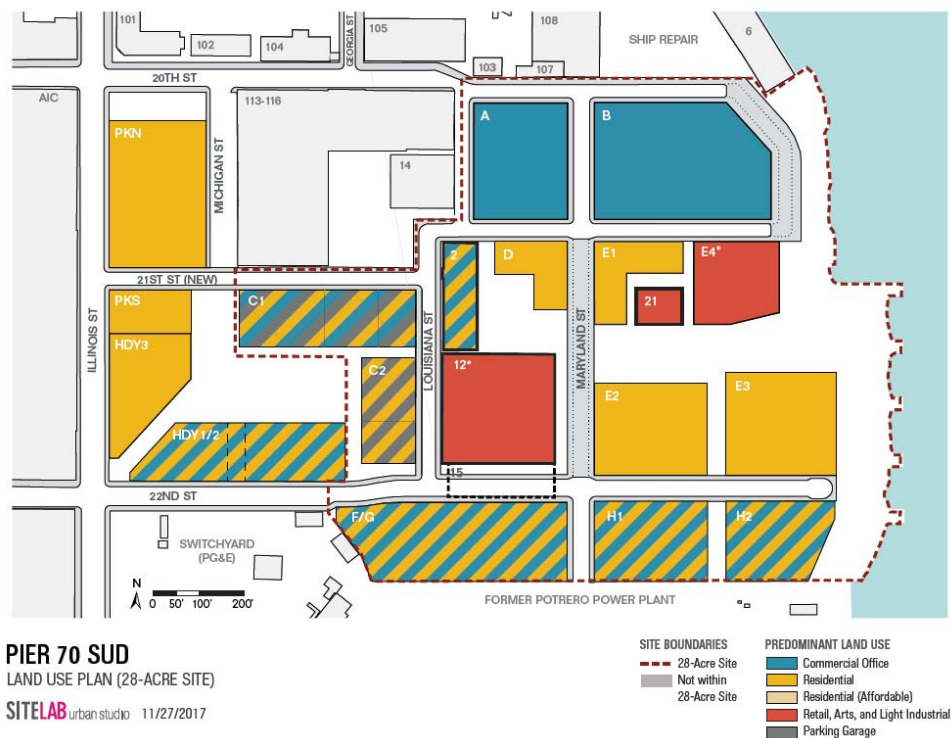 101
102
104
GEORGIA ST
105
108
SHIP REPAIR
6
103
107
20TH ST
AIC
113-116
A
B
PKN
MICHIGAN ST
14
21ST ST (NEW)
2
D
E1
E4*
PKS
C1
21
ILLINOIS ST
HDY3
LOUISIANA ST
MARYLAND ST
C2
12*
E2
E3
HDY1/2
15
22ND ST
F/G
H1
H2
SWITCHYARD
(PG&E)
N
0 50' 100' 200'
FORMER POTRERO POWER PLANT
PIER 70 SUD
LAND USE PLAN (28-ACRE SITE)
SITELAB urban studio 11/27/2017
SITE BOUNDARIES
28-Acre Site
Not within
28-Acre Site
PREDOMINANT LAND USE
Commercial Office
Residential
Residential (Affordable)
Retail, Arts, and Light Industrial
Parking Garage